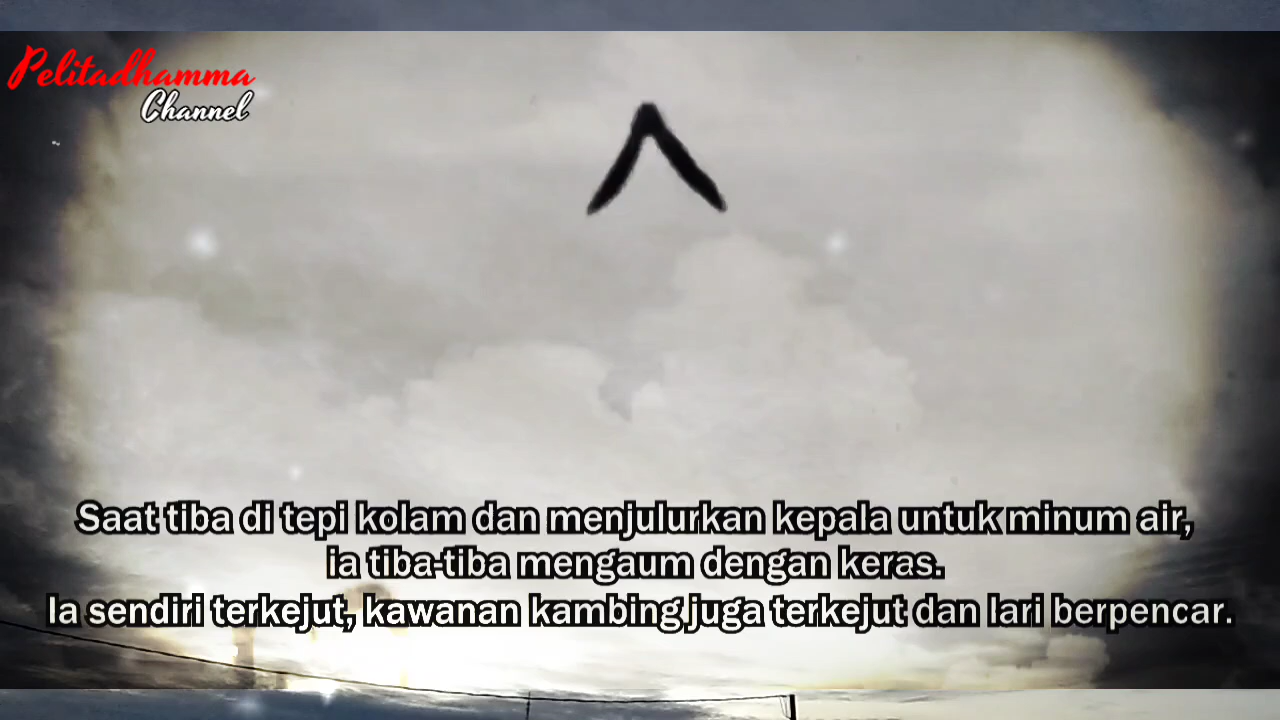 Pelitadhamma
Channel
Saat tiba di tepi kolam dan menjulurkan kepala untuk minum air,
ia tiba-tiba mengaum dengan keras.
Ia sendiri terkejut, kawanan kambing juga terkejut dan lari berpencar.